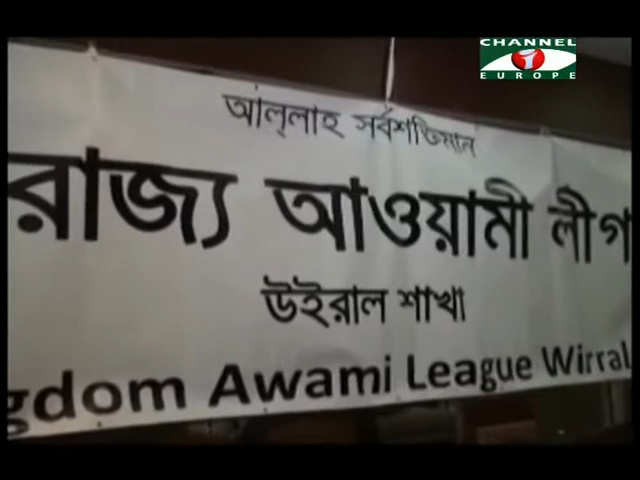 CHANNEL
i
EUROPE
আল্লাহ সর্বশক্তিমান
রাজ্য আওয়ামী লীগ
উইরাল শাখা
gdom Awami League Wirral